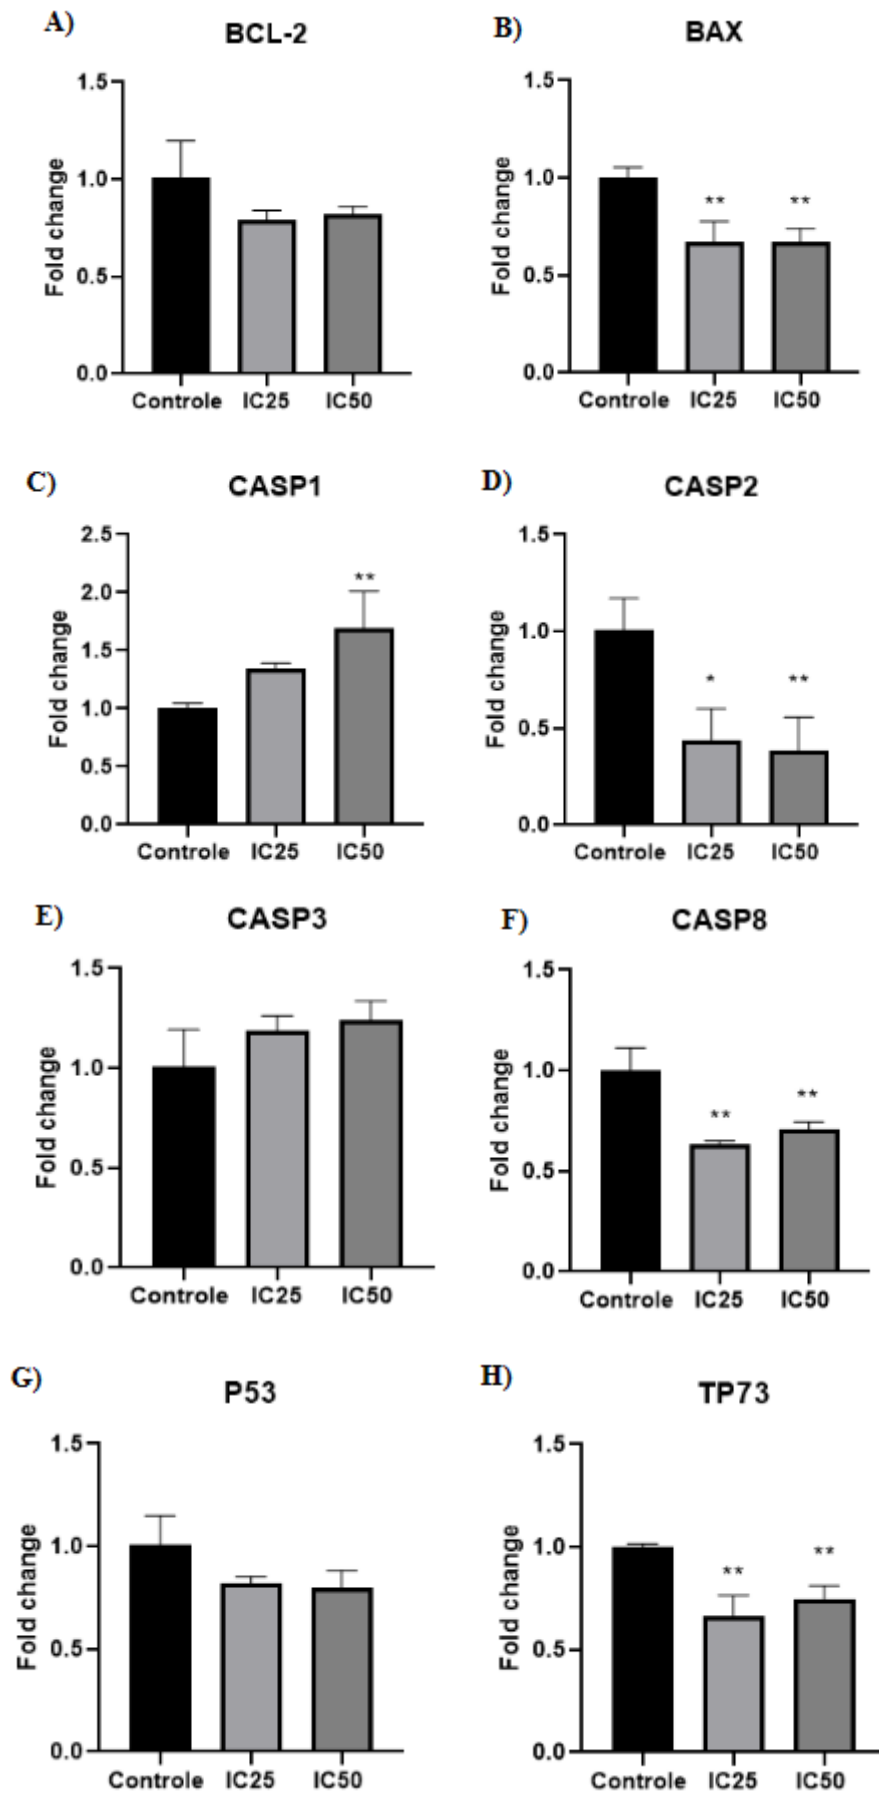 A)
BCL-2
1.5
1.0
0.5
0.0
Fold change
Controle IC25 IC50
B)
BAX
1.5
1.0
0.5
0.0
Fold change
** **
Controle IC25 IC50
C)
CASP1
2.5
2.0
1.5
1.0
0.5
0.0
Fold change
**
Controle IC25 IC50
D)
CASP2
1.5
1.0
0.5
0.0
Fold change
* **
Controle IC25 IC50
E)
CASP3
1.5
1.0
0.5
0.0
Fold change
Controle IC25 IC50
F)
CASP8
1.5
1.0
0.5
0.0
Fold change
** **
Controle IC25 IC50
G)
P53
1.5
1.0
0.5
0.0
Fold change
Controle IC25 IC50
H)
TP73
1.5
1.0
0.5
0.0
Fold change
** **
Controle IC25 IC50